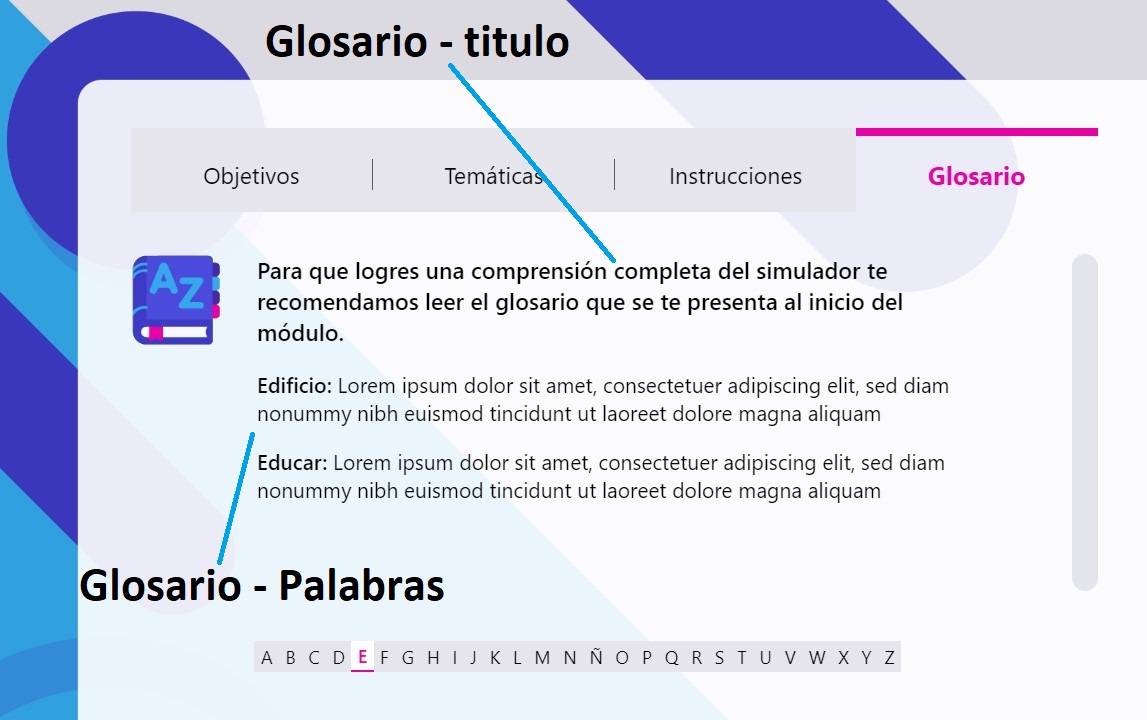 Glosario - titulo
Objetivos
Temáticas
Instrucciones
Glosario
AZ
Para que logres una comprensión completa del simulador te
recomendamos leer el glosario que se te presenta al inicio del
módulo.
Edificio: Lorem ipsum dolor sit amet, consectetuer adipiscing elit, sed diam
nonummy nibh euismod tincidunt ut laoreet dolore magna aliquam
Educar: Lorem ipsum dolor sit amet, consectetuer adipiscing elit, sed diam
nonummy nibh euismod tincidunt ut laoreet dolore magna aliquam
Glosario - Palabras
A B C D E F G H I J K L M N Ñ O P Q R S T U V W X Y Z